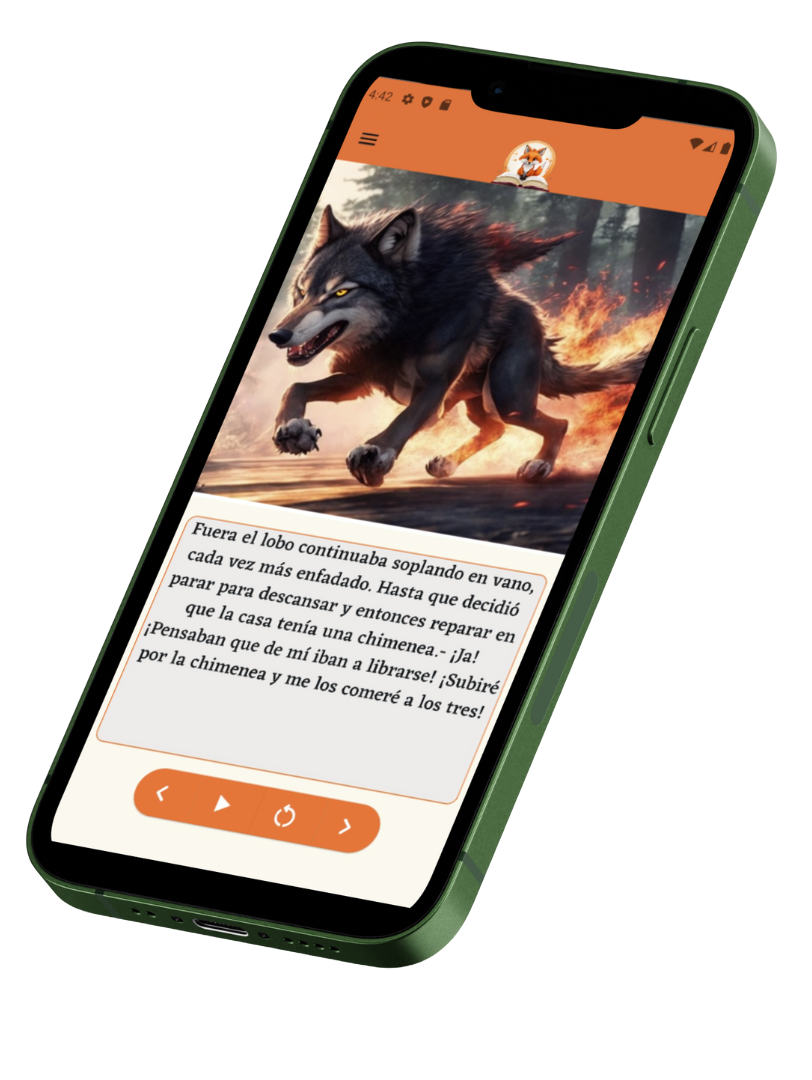 4:42
Fuera el lobo continuaba soplando en vano,
cada vez más enfadado. Hasta que decidió
parar para descansar y entonces reparar en
que la casa tenía una chimenea.- ¡Ja!
¡Pensaban que de mí iban a librarse! ¡Subiré
por la chimenea y me los comeré a los tres!